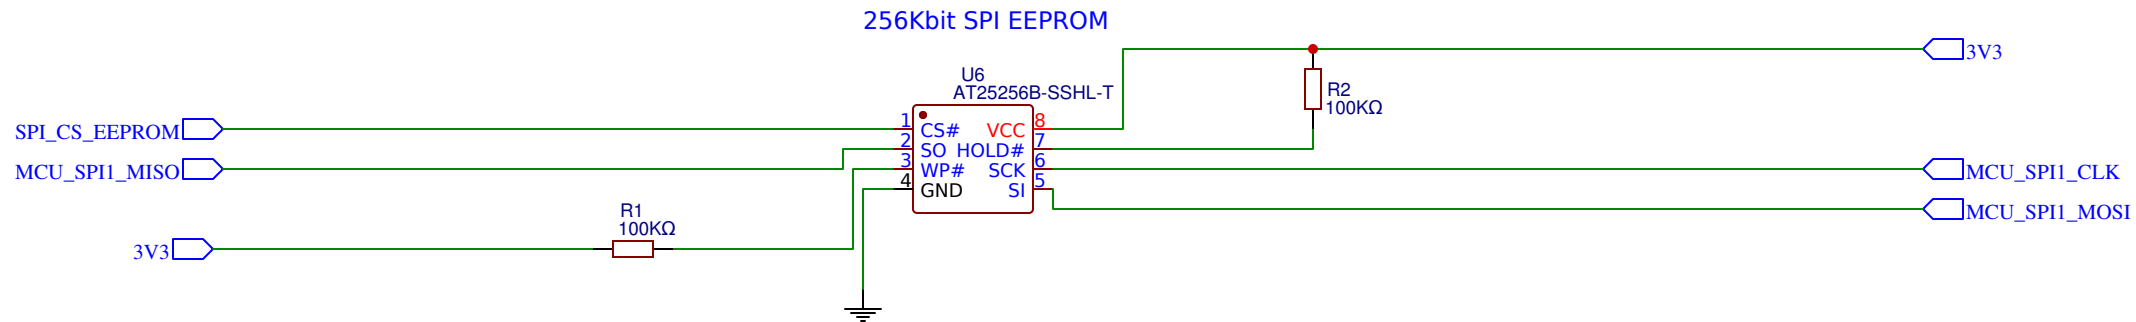 256Kbit SPI EEPROM
3V3
U6
AT25256B-SSHL-T
R2
100KΩ
SPI_CS_EEPROM
1
CS#
VCC
8
2
SO
HOLD#
7
MCU_SPI1_MISO
3
WP#
SCK
6
MCU_SPI1_CLK
4
GND
SI
5
MCU_SPI1_MOSI
R1
100KΩ
3V3